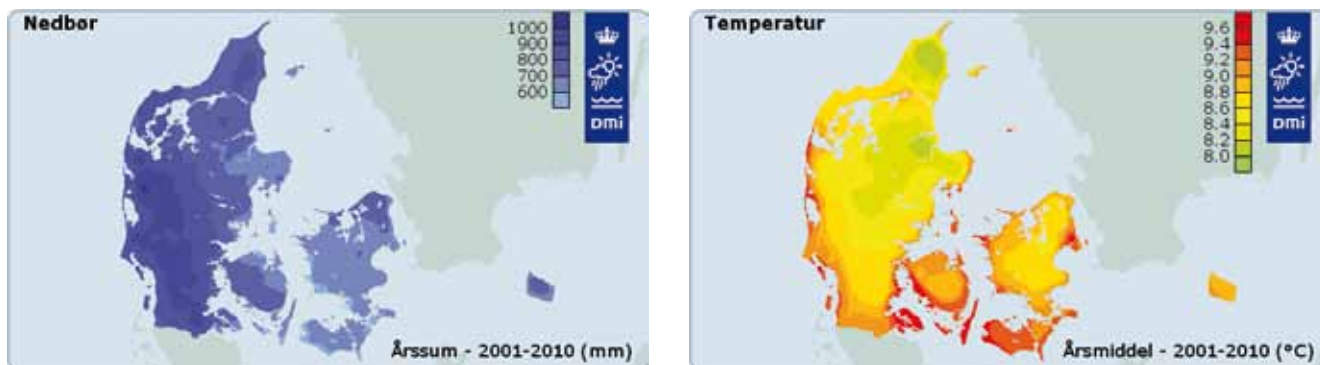 Nedbør
1000
900
800
700
600
DMI
Årssum - 2001-2010 (mm)
Temperatur
9.6
9.4
9.2
9.0
8.8
8.6
8.4
8.2
8.0
DMI
Årsmiddel - 2001-2010 (°C)